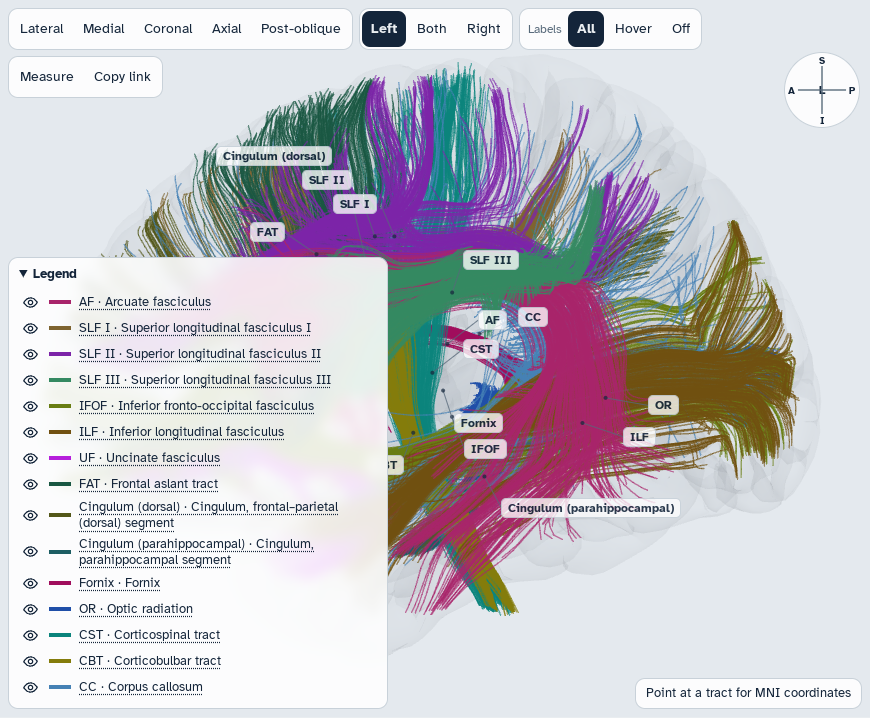 Lateral Medial Coronal Axial Post-oblique Left Both Right Labels All Hover Off
Measure Copy link
S
A L P
I
Cingulum (dorsal)
SLF II
SLF I
FAT
SLF III
AF CC
CST
OR
Fornix
ILF
IFOF
BT
Cingulum (parahippocampal)
▼ Legend
AF · Arcuate fasciculus
SLF I · Superior longitudinal fasciculus I
SLF II · Superior longitudinal fasciculus II
SLF III · Superior longitudinal fasciculus III
IFOF · Inferior fronto-occipital fasciculus
ILF · Inferior longitudinal fasciculus
UF · Uncinate fasciculus
FAT · Frontal aslant tract
Cingulum (dorsal) · Cingulum, frontal–parietal
(dorsal) segment
Cingulum (parahippocampal) · Cingulum,
parahippocampal segment
Fornix · Fornix
OR · Optic radiation
CST · Corticospinal tract
CBT · Corticobulbar tract
CC · Corpus callosum
Point at a tract for MNI coordinates